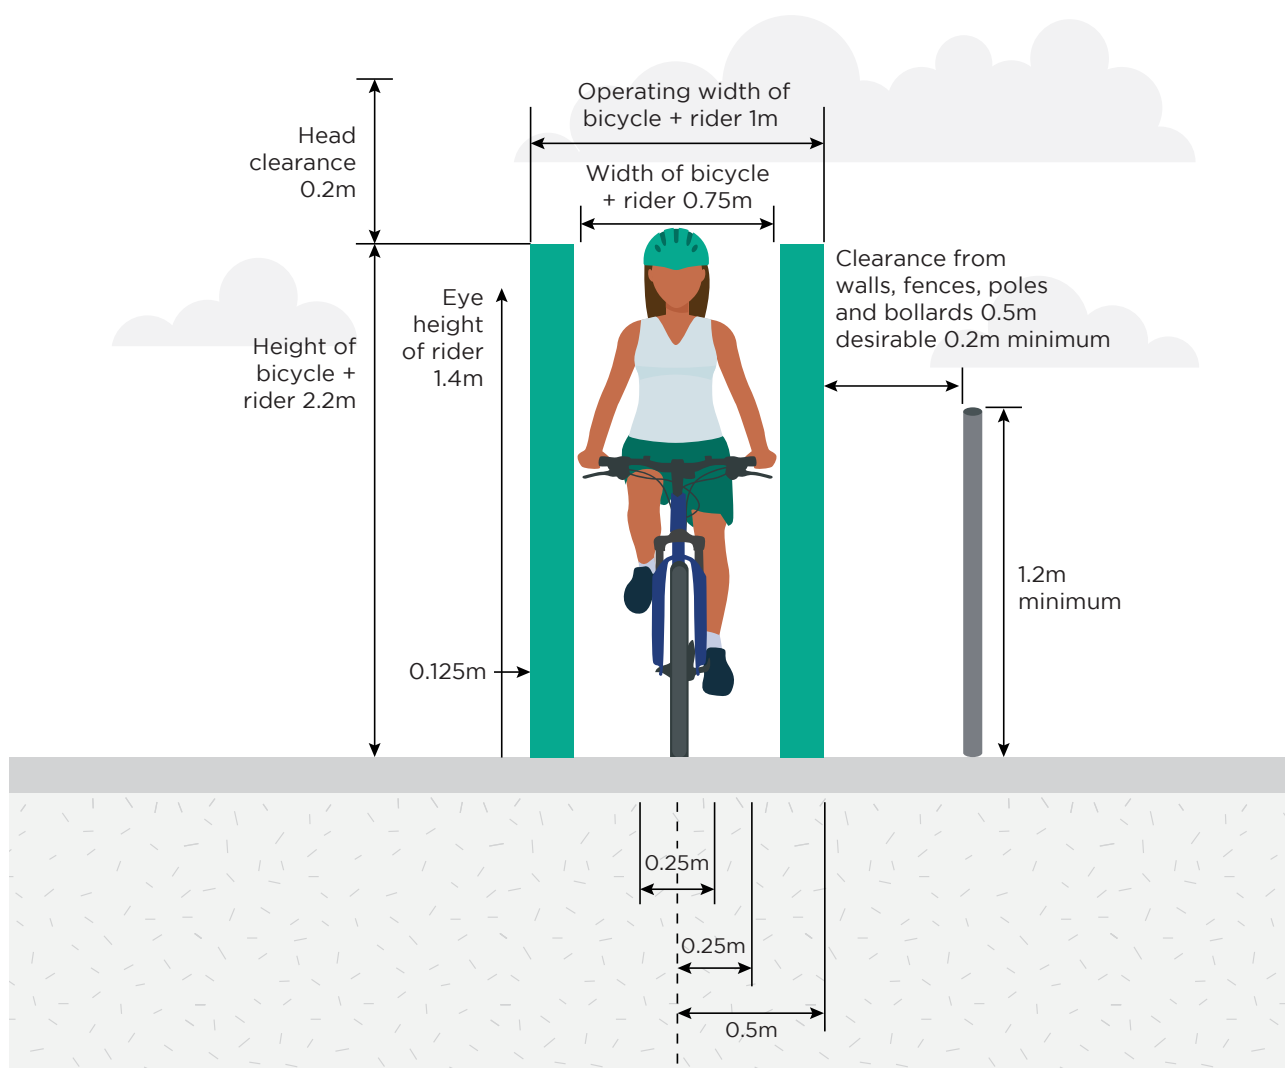 Operating width of
bicycle + rider 1m
Head
clearance
0.2m
Width of bicycle
+ rider 0.75m
Clearance from
walls, fences, poles
and bollards 0.5m
desirable 0.2m minimum
Eye
height
of rider
1.4m
Height of
bicycle +
rider 2.2m
1.2m
minimum
0.125m
0.25m
0.25m
0.5m